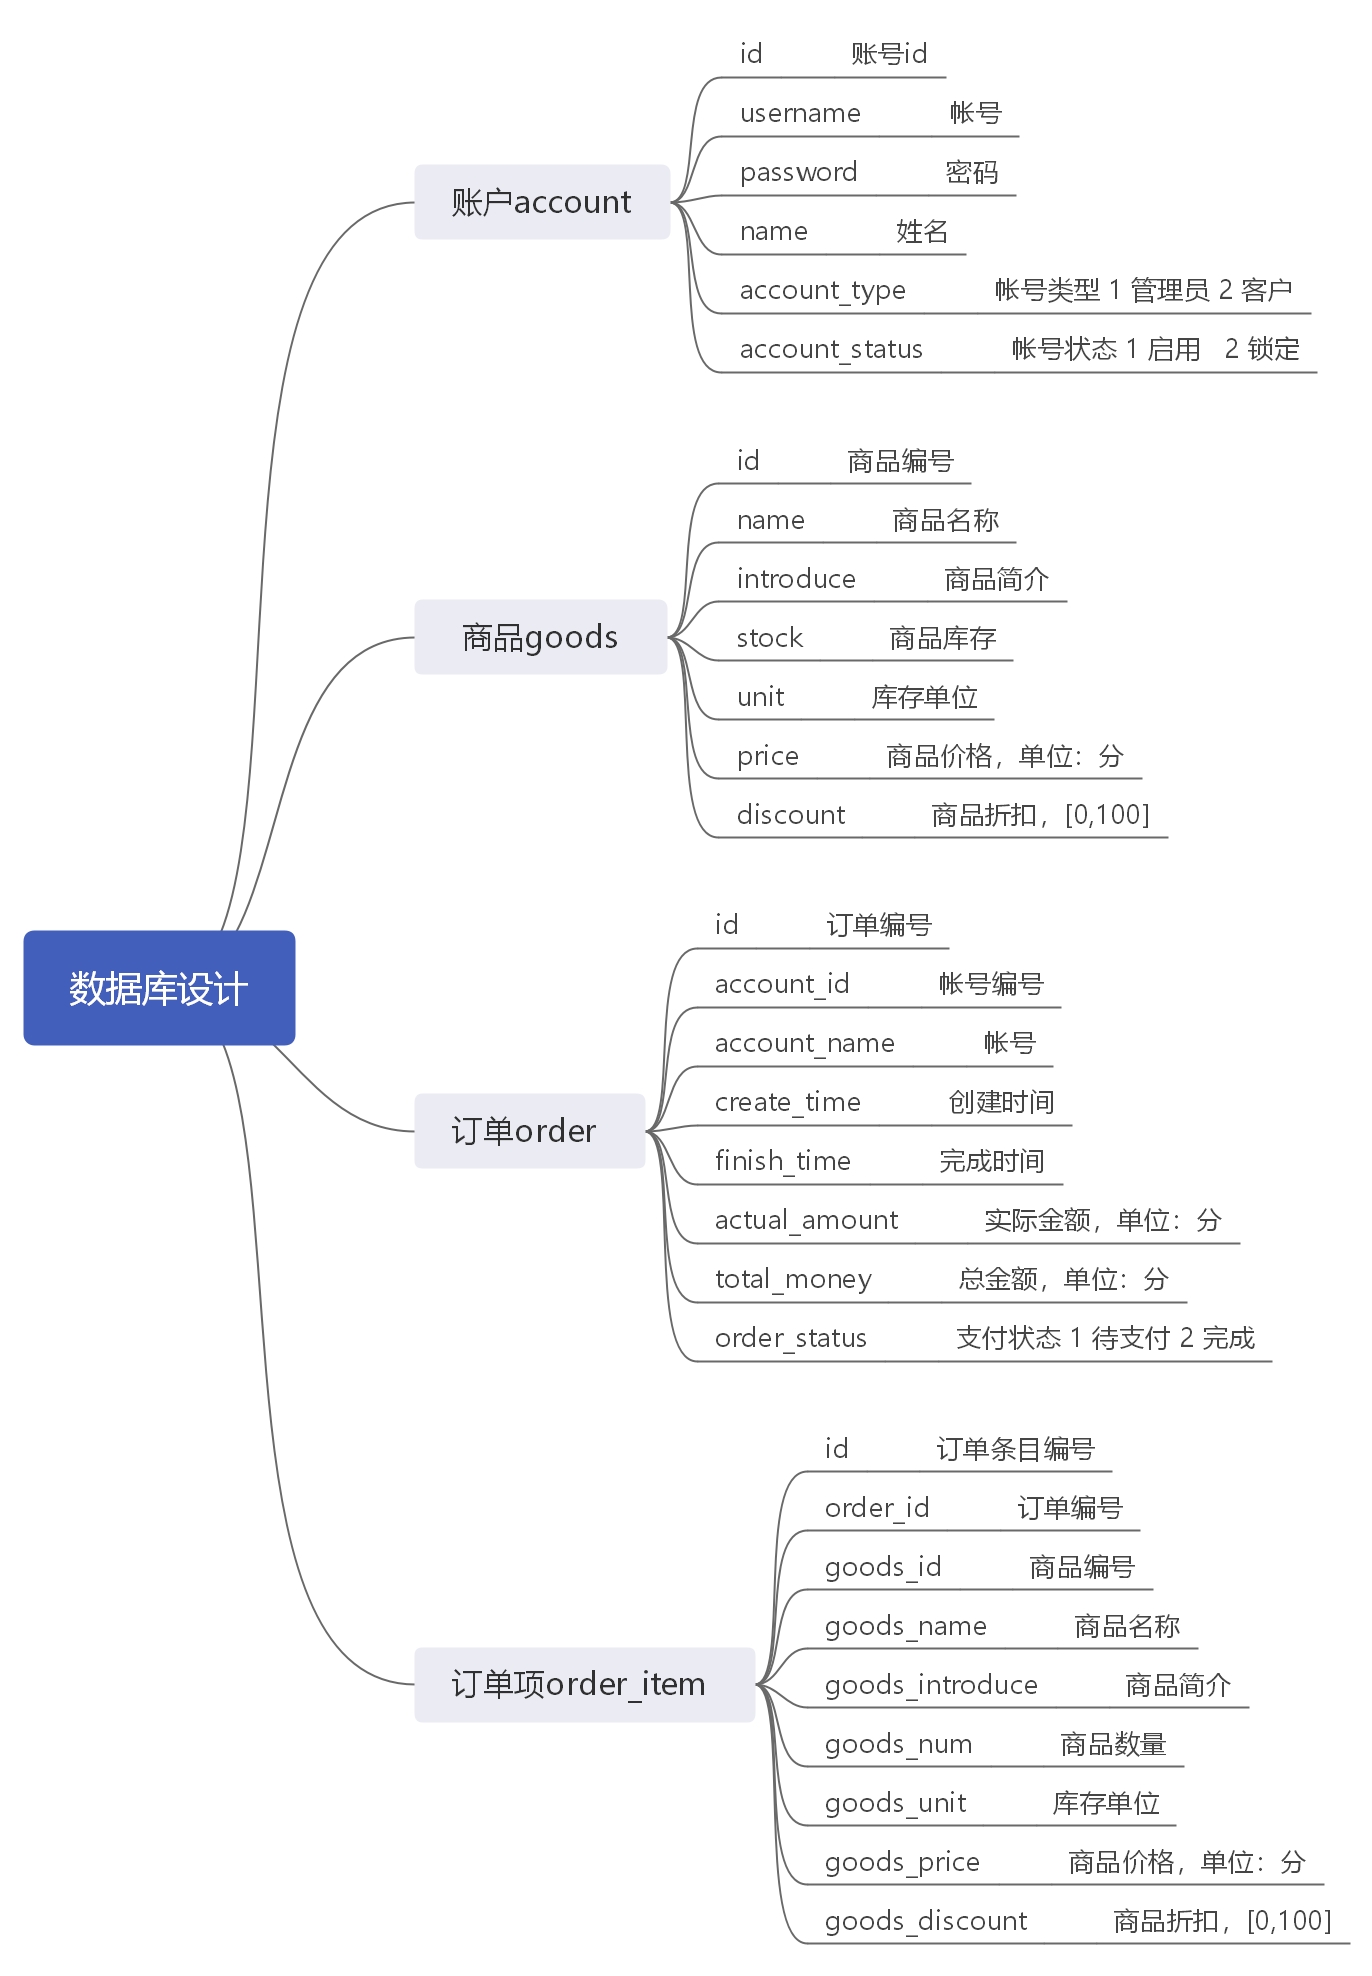 数据库设计
账户account
id 账号id
username 帐号
password 密码
name 姓名
account_type 帐号类型 1 管理员 2 客户
account_status 帐号状态 1 启用 2 锁定
商品goods
id 商品编号
name 商品名称
introduce 商品简介
stock 商品库存
unit 库存单位
price 商品价格，单位：分
discount 商品折扣，[0,100]
订单order
id 订单编号
account_id 帐号编号
account_name 帐号
create_time 创建时间
finish_time 完成时间
actual_amount 实际金额，单位：分
total_money 总金额，单位：分
order_status 支付状态 1 待支付 2 完成
订单项order_item
id 订单条目编号
order_id 订单编号
goods_id 商品编号
goods_name 商品名称
goods_introduce 商品简介
goods_num 商品数量
goods_unit 库存单位
goods_price 商品价格，单位：分
goods_discount 商品折扣，[0,100]